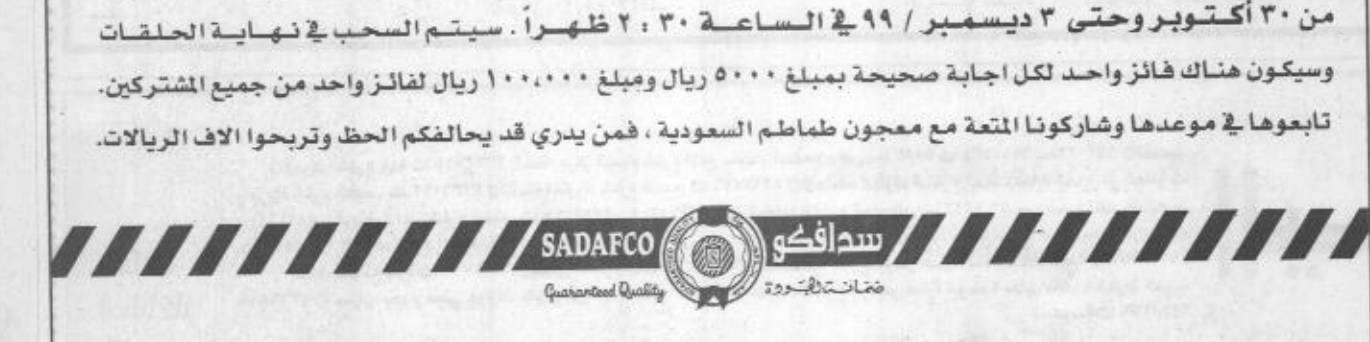 من ٣٠ أكتوبر وحتى ٣ ديسمبر / ٩٩ في الساعة ٣٠ : ٢ ظهراً . سيتم السحب في نهاية الحلقات
وسيكون هناك فائز واحد لكل اجابة صحيحة بمبلغ ٥٠٠٠ ريال ومبلغ ١٠٠،٠٠٠ ريال لفائز واحد من جميع المشتركين.
تابعوها في موعدها وشاركونا المتعة مع معجون طماطم السعودية ، فمن يدري قد يحالفكم الحظ وتربحوا الاف الريالات.
SADAFCO سدافكو
Guaranteed Quality ضمانة الجودة